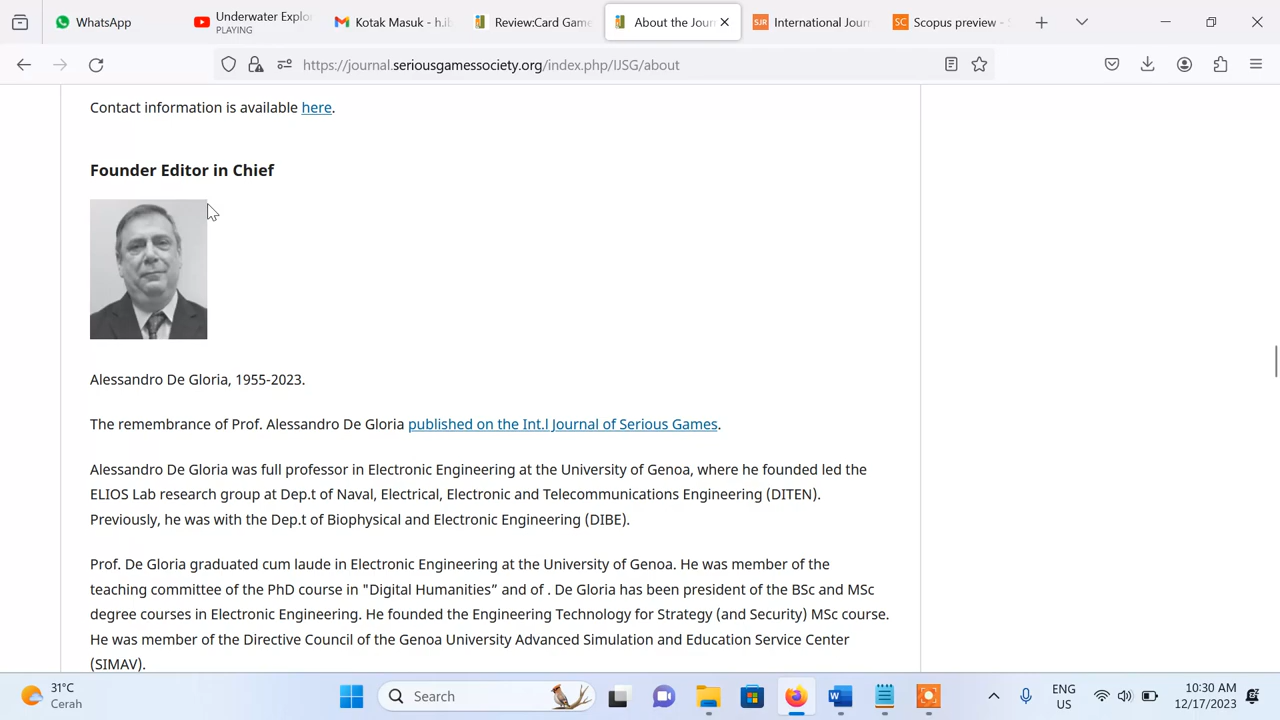 WhatsApp
Underwater Explo
PLAYING
Kotak Masuk - h.ib
Review:Card Game
About the Jour
International Jour
Scopus preview - S
https://journal.seriousgamessociety.org/index.php/IJSG/about
Contact information is available here.
Founder Editor in Chief
Alessandro De Gloria, 1955-2023.
The remembrance of Prof. Alessandro De Gloria published on the Int.l Journal of Serious Games.
Alessandro De Gloria was full professor in Electronic Engineering at the University of Genoa, where he founded led the
ELIOS Lab research group at Dep.t of Naval, Electrical, Electronic and Telecommunications Engineering (DITEN).
Previously, he was with the Dep.t of Biophysical and Electronic Engineering (DIBE).
Prof. De Gloria graduated cum laude in Electronic Engineering at the University of Genoa. He was member of the
teaching committee of the PhD course in "Digital Humanities” and of . De Gloria has been president of the BSc and MSc
degree courses in Electronic Engineering. He founded the Engineering Technology for Strategy (and Security) MSc course.
He was member of the Directive Council of the Genoa University Advanced Simulation and Education Service Center
(SIMAV).
31°C
Cerah
Search
ENG
US
10:30 AM
12/17/2023